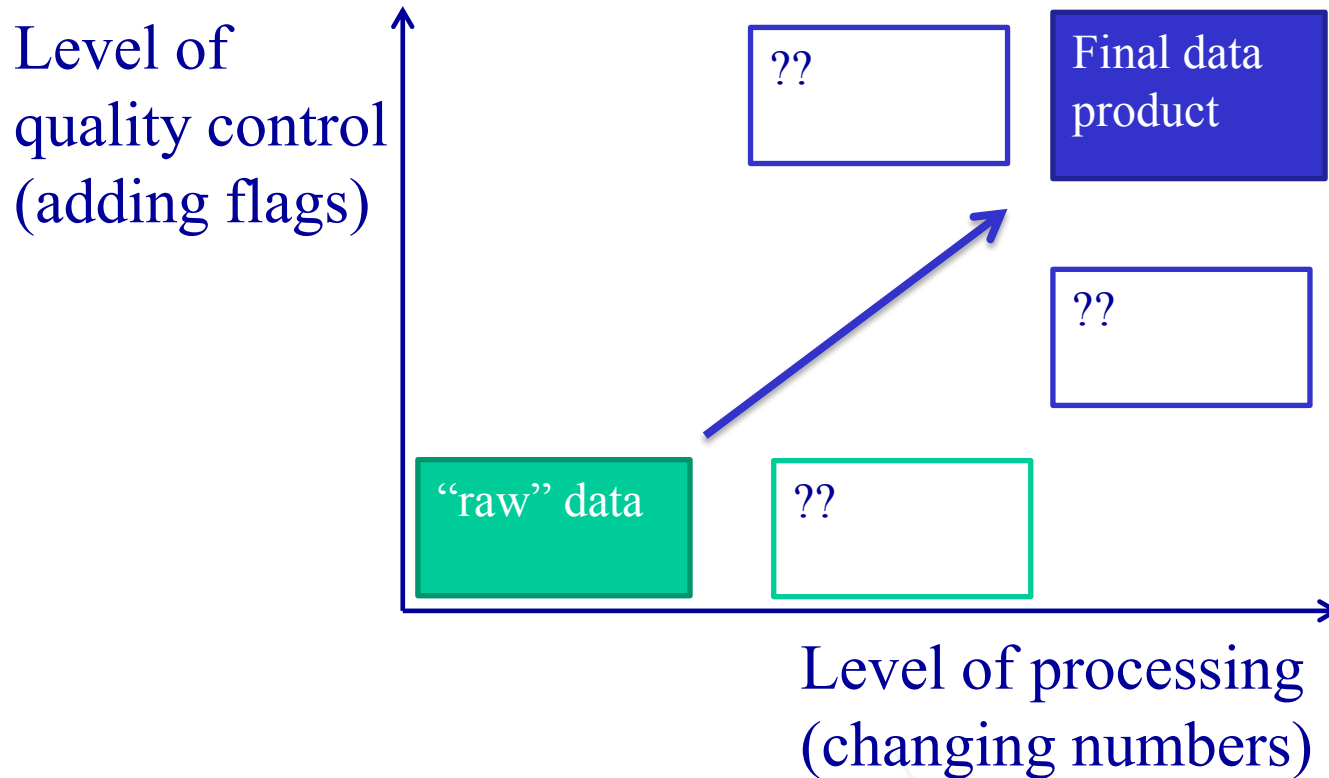 Level of
quality control
(adding flags)
??
Final data
product
??
“raw” data
??
Level of processing
(changing numbers)